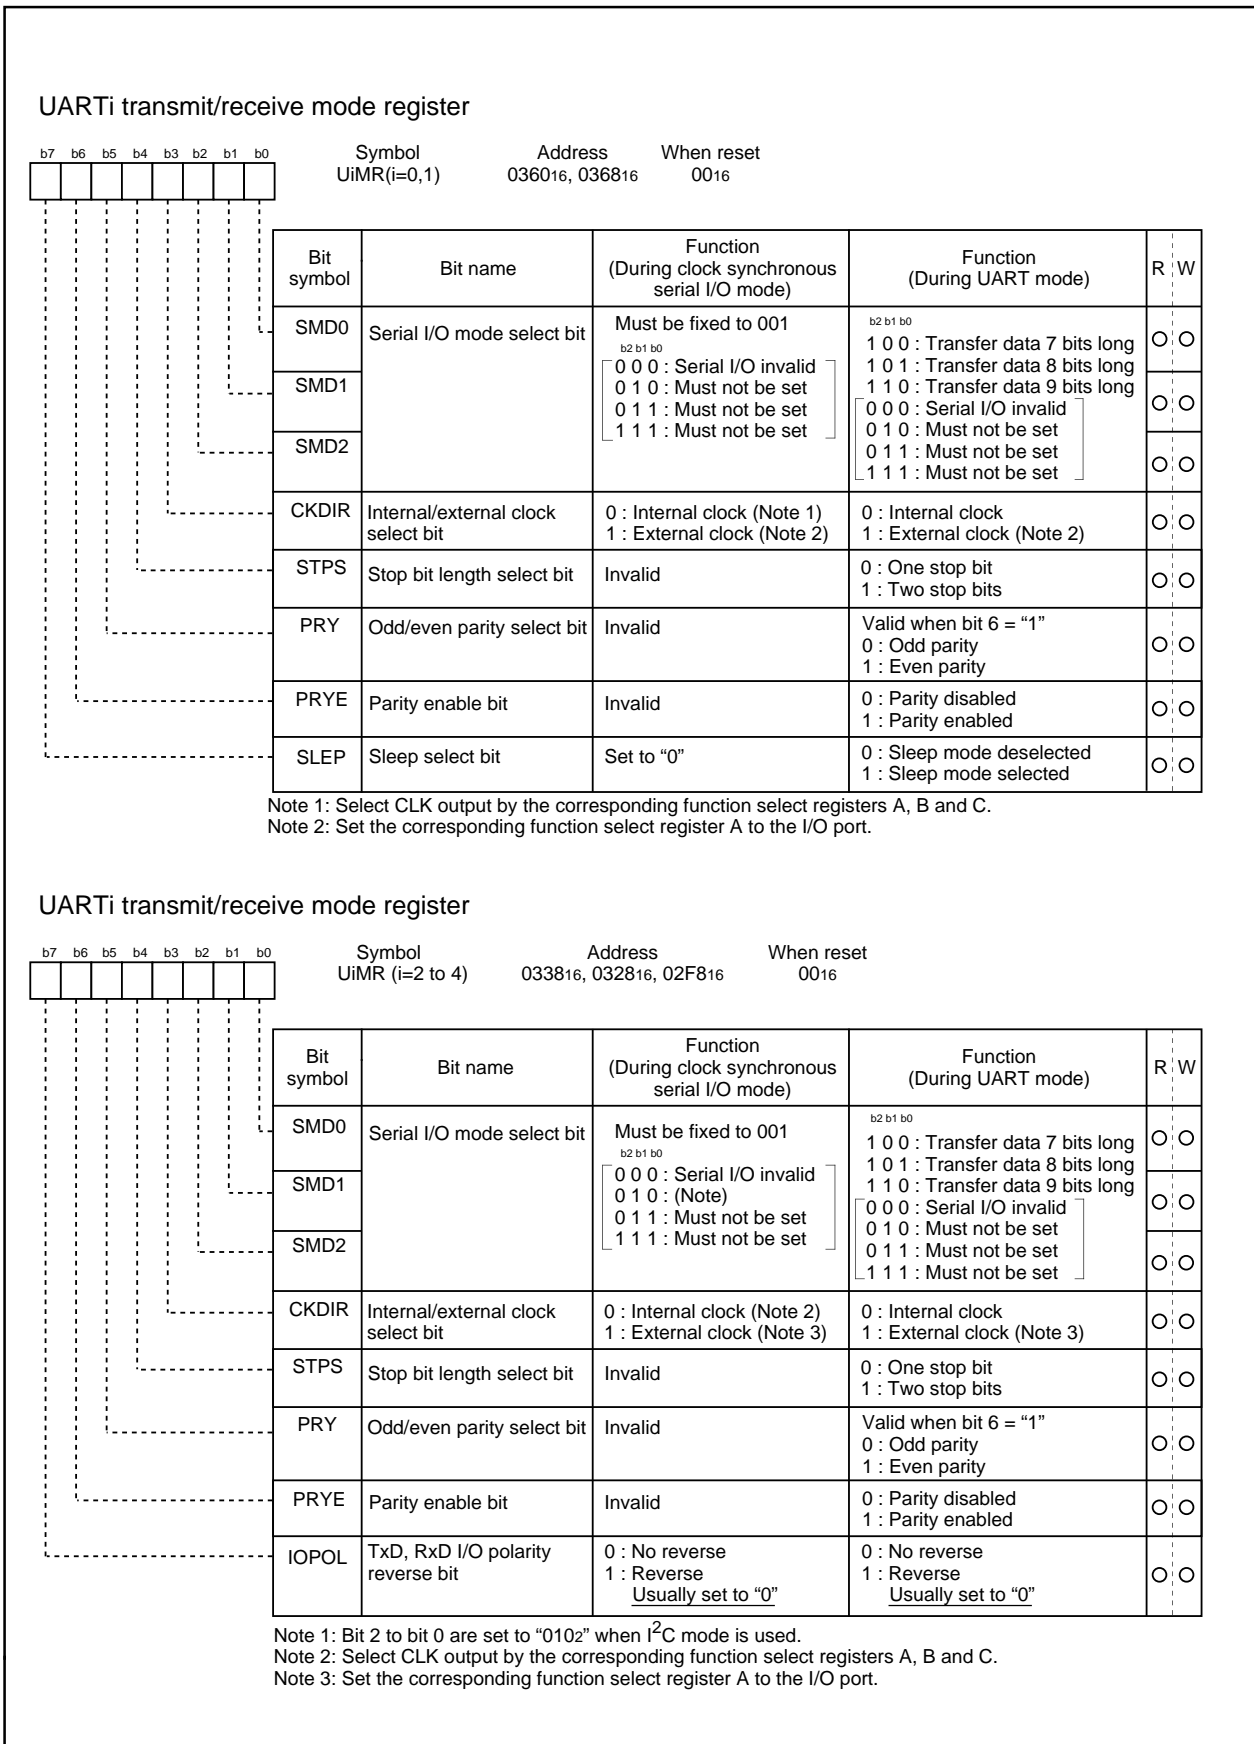 UARTi transmit/receive mode register
b7 b6 b5 b4 b3 b2 b1 b0
Symbol Address When reset
UiMR(i=0,1) 036016, 036816 0016
Bit symbol Bit name Function (During clock synchronous serial I/O mode) Function (During UART mode) R W
SMD0 Serial I/O mode select bit
SMD1
SMD2
Must be fixed to 001
b2 b1 b0
0 0 0 : Serial I/O invalid
0 1 0 : Must not be set
0 1 1 : Must not be set
1 1 1 : Must not be set
b2 b1 b0
1 0 0 : Transfer data 7 bits long
1 0 1 : Transfer data 8 bits long
1 1 0 : Transfer data 9 bits long
0 0 0 : Serial I/O invalid
0 1 0 : Must not be set
0 1 1 : Must not be set
1 1 1 : Must not be set
CKDIR Internal/external clock select bit
0 : Internal clock (Note 1)
1 : External clock (Note 2)
0 : Internal clock
1 : External clock (Note 2)
STPS Stop bit length select bit Invalid
0 : One stop bit
1 : Two stop bits
PRY Odd/even parity select bit Invalid
Valid when bit 6 = “1”
0 : Odd parity
1 : Even parity
PRYE Parity enable bit Invalid
0 : Parity disabled
1 : Parity enabled
SLEP Sleep select bit Set to “0”
0 : Sleep mode deselected
1 : Sleep mode selected
Note 1: Select CLK output by the corresponding function select registers A, B and C.
Note 2: Set the corresponding function select register A to the I/O port.
UARTi transmit/receive mode register
b7 b6 b5 b4 b3 b2 b1 b0
Symbol Address When reset
UiMR (i=2 to 4) 033816, 032816, 02F816 0016
Bit symbol Bit name Function (During clock synchronous serial I/O mode) Function (During UART mode) R W
SMD0 Serial I/O mode select bit
SMD1
SMD2
Must be fixed to 001
b2 b1 b0
0 0 0 : Serial I/O invalid
0 1 0 : (Note)
0 1 1 : Must not be set
1 1 1 : Must not be set
b2 b1 b0
1 0 0 : Transfer data 7 bits long
1 0 1 : Transfer data 8 bits long
1 1 0 : Transfer data 9 bits long
0 0 0 : Serial I/O invalid
0 1 0 : Must not be set
0 1 1 : Must not be set
1 1 1 : Must not be set
CKDIR Internal/external clock select bit
0 : Internal clock (Note 2)
1 : External clock (Note 3)
0 : Internal clock
1 : External clock (Note 3)
STPS Stop bit length select bit Invalid
0 : One stop bit
1 : Two stop bits
PRY Odd/even parity select bit Invalid
Valid when bit 6 = “1”
0 : Odd parity
1 : Even parity
PRYE Parity enable bit Invalid
0 : Parity disabled
1 : Parity enabled
IOPOL TxD, RxD I/O polarity reverse bit
0 : No reverse
1 : Reverse
Usually set to “0”
0 : No reverse
1 : Reverse
Usually set to “0”
Note 1: Bit 2 to bit 0 are set to “0102” when I2C mode is used.
Note 2: Select CLK output by the corresponding function select registers A, B and C.
Note 3: Set the corresponding function select register A to the I/O port.